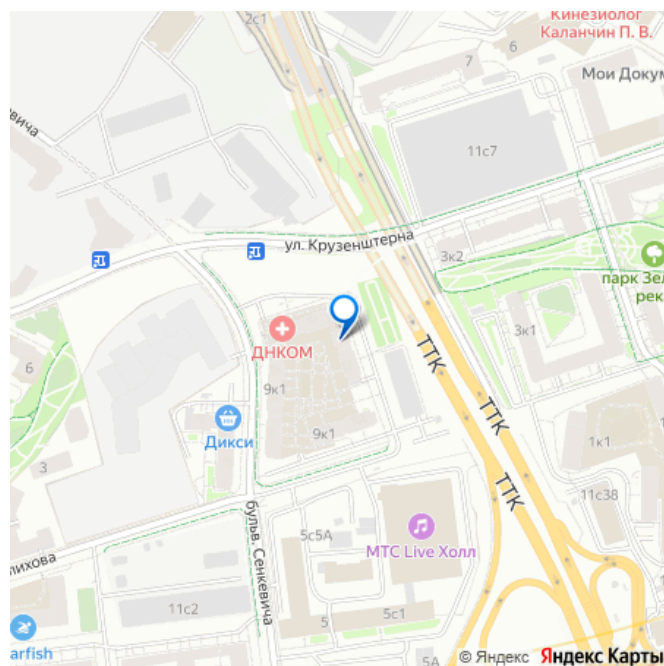 2с1
Кинезиолог
Каланчин П. В.
6
7
Мои Докум
11с7
евича
ул. Крузенштерна
3к2
парк Зел
рек
ДНКОМ
ТТК
3к1
6
9к1
ТТК
Дикси
9к1
1к1
3
ТТК
11с38
бульв. Сенкевича
5с5А
МТС Live Холл
лихова
11с2
5
5с1
arfish
5А
© Яндекс Яндекс Карты